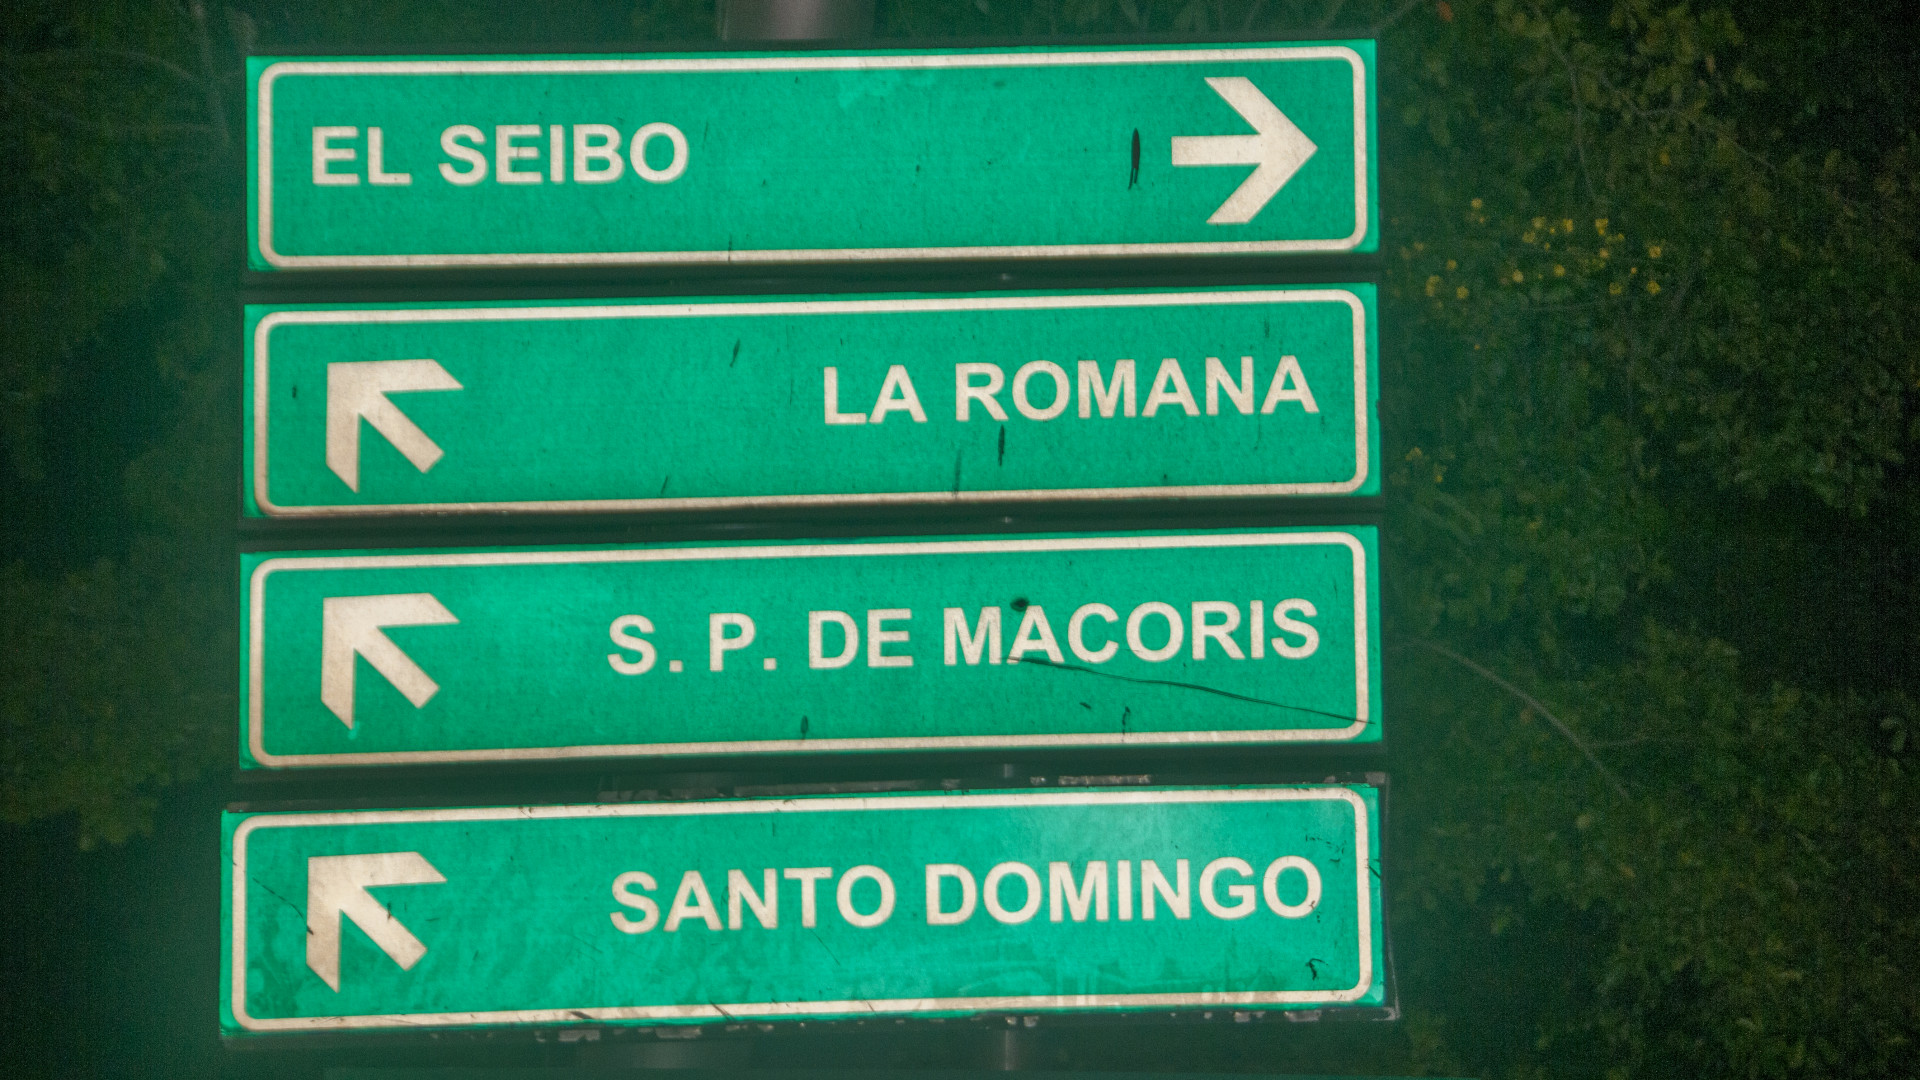 EL SEIBO
LA ROMANA
S. P. DE MACORIS
SANTO DOMINGO